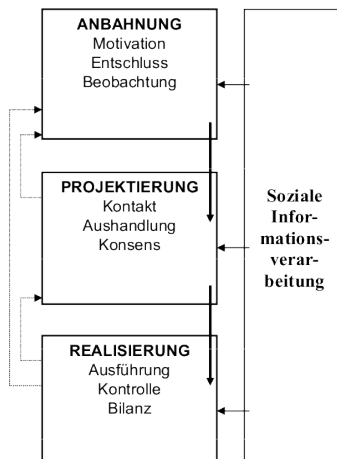 ANBAHNUNG
Motivation
Entschluss
Beobachtung
PROJEKTIERUNG
Kontakt
Aushandlung
Konsens
REALISIERUNG
Ausführung
Kontrolle
Bilanz
Soziale
Infor-
mations-
verar-
beitung